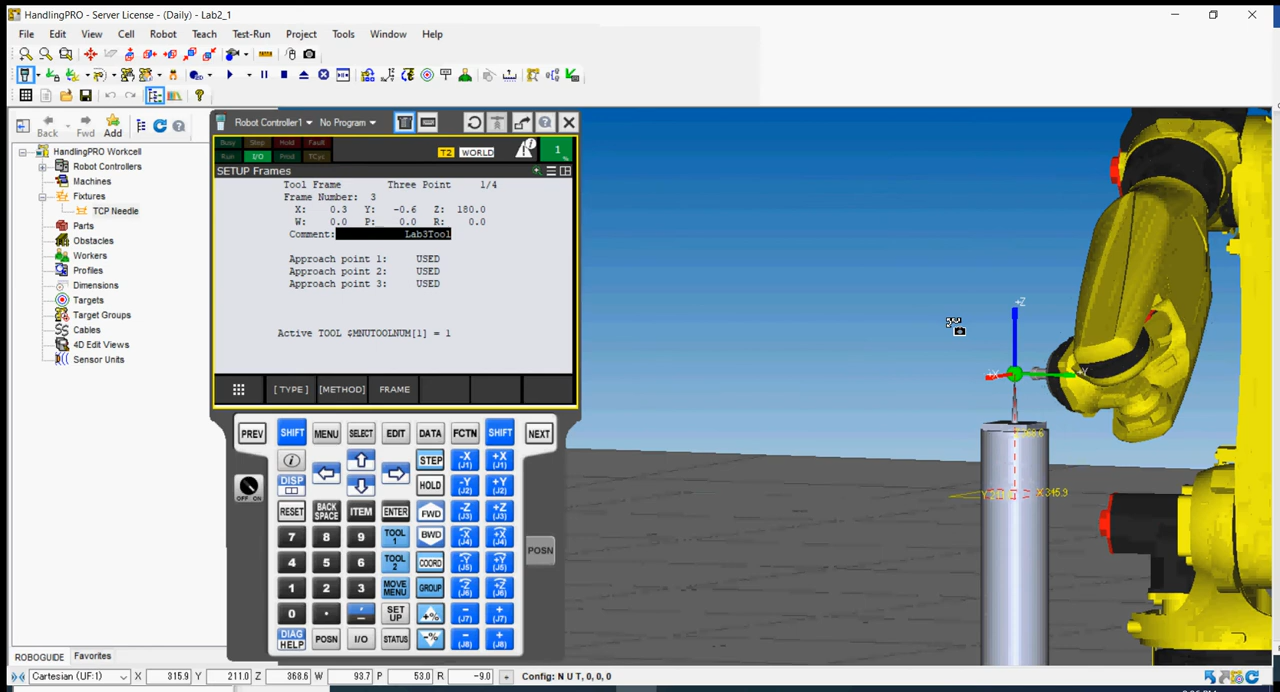 HandlingPRO - Server License - (Daily) - Lab2_1
File Edit View Cell Robot Teach Test-Run Project Tools Window Help
Back Fwd Add
HandlingPRO Workcell
Robot Controllers
Machines
Fixtures
TCP Needle
Parts
Obstacles
Workers
Profiles
Dimensions
Targets
Target Groups
Cables
4D Edit Views
Sensor Units
ROBOGUIDE Favorites
Robot Controller1 No Program
Busy Step Hold Fault
Run I/O Prod TCyc
T2 WORLD 1 %
SETUP Frames
Tool Frame Three Point 1/4
Frame Number: 3
X: 0.3 Y: -0.6 Z: 180.0
W: 0.0 P: 0.0 R: 0.0
Comment: Lab3Tool
Approach point 1: USED
Approach point 2: USED
Approach point 3: USED
Active TOOL $MNUTOOLNUM[1] = 1
[ TYPE ] [METHOD] FRAME
PREV SHIFT MENU SELECT EDIT DATA FCTN SHIFT NEXT
i STEP -X (J1) +X (J1)
OFF ON DISP HOLD -Y (J2) +Y (J2)
RESET BACK SPACE ITEM ENTER FWD -Z (J3) +Z (J3)
7 8 9 TOOL 1 BWD -X (J4) +X (J4)
4 5 6 TOOL 2 COORD -Y (J5) +Y (J5) POSN
1 2 3 MOVE MENU GROUP -Z (J6) +Z (J6)
0 . , — SET UP +% - (J7) + (J7)
DIAG HELP POSN I/O STATUS -% - (J8) + (J8)
+Z
+Y
X 345.9
Cartesian (UF:1) X 315.9 Y 211.0 Z 368.6 W 93.7 P 53.0 R -9.0 + Config: N U T, 0, 0, 0